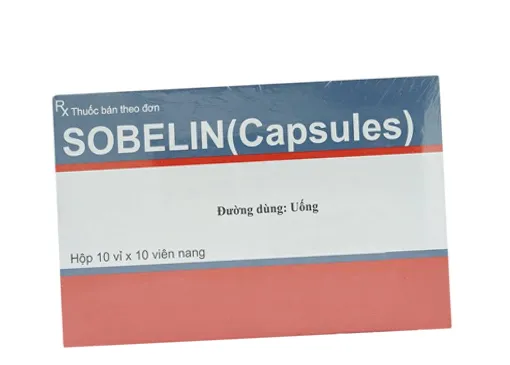 Rx Thuốc bán theo đơn
SOBELIN(Capsules)
Đường dùng: Uống
Hộp 10 vỉ x 10 viên nang